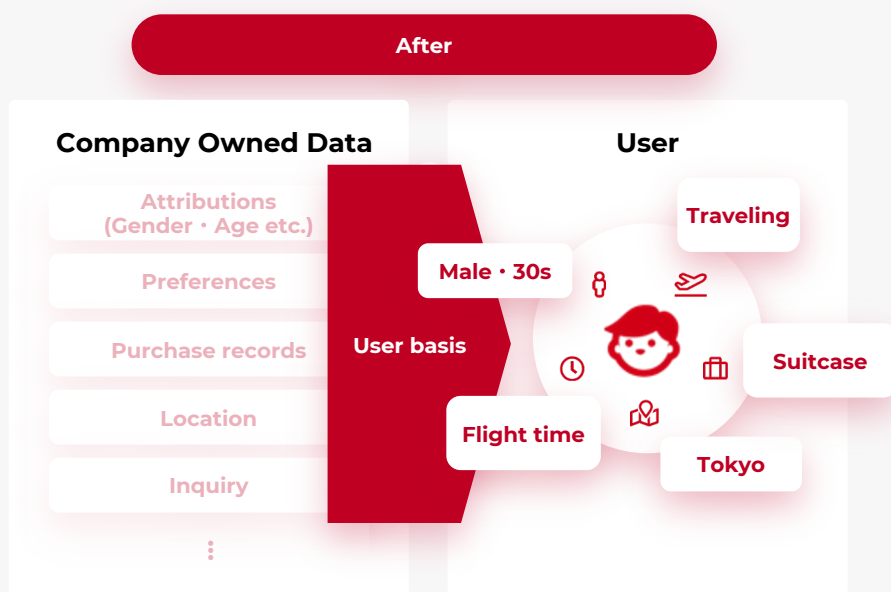 After
Company Owned Data
Attributions
(Gender・Age etc.)
Preferences
Purchase records
Location
Inquiry
User basis
User
Traveling
Male・30s
Suitcase
Flight time
Tokyo